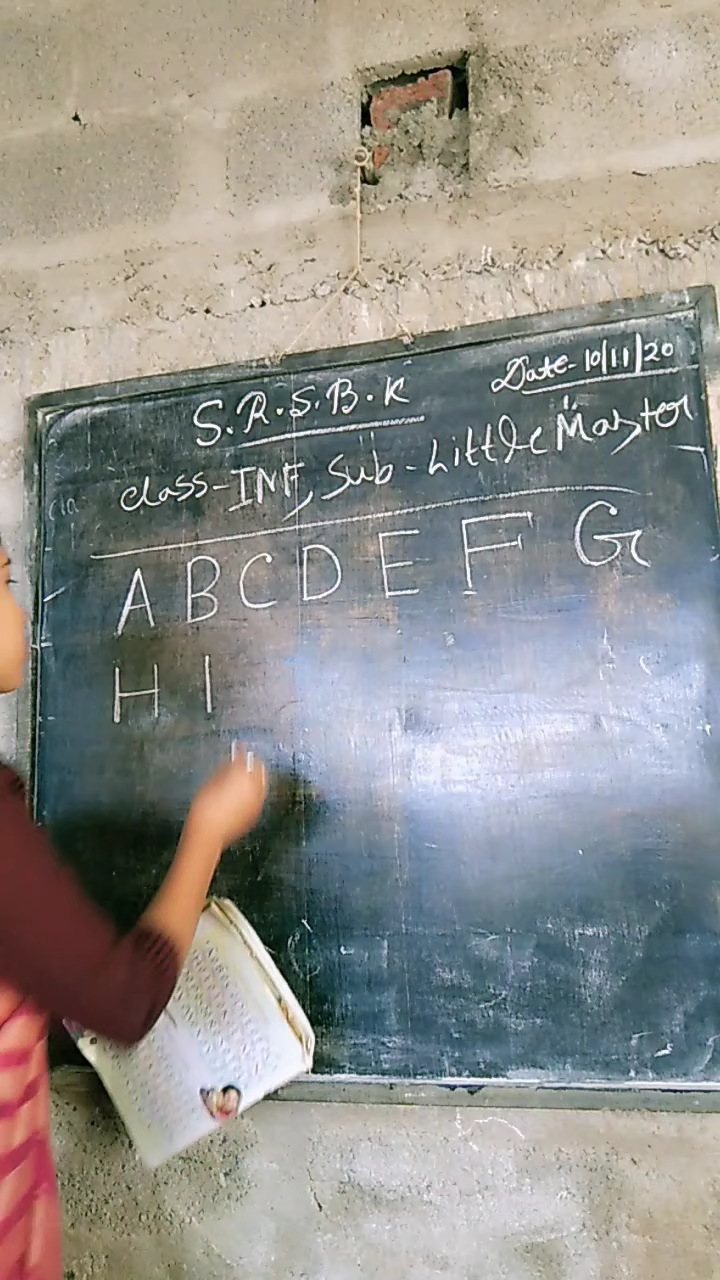 S.R.S.B.K
Date- 10/11/20
Class-INF, Sub-Little Master
A B C D E F G
H I